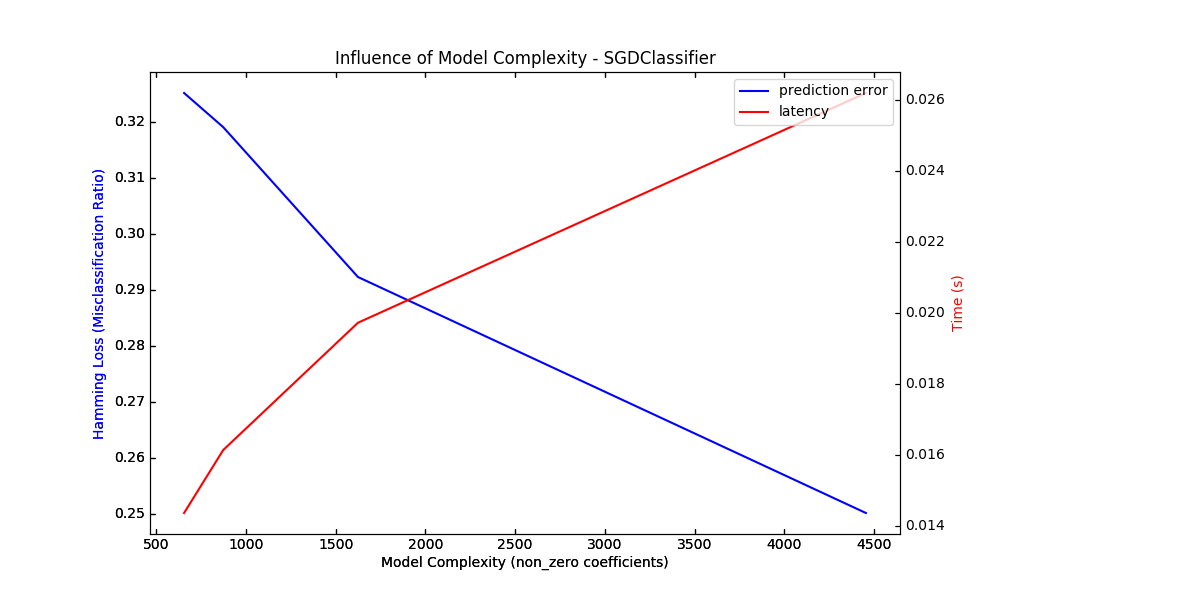 Influence of Model Complexity - SGDClassifier
prediction error
latency
0.32
0.31
0.30
0.29
0.28
0.27
0.26
0.25
Hamming Loss (Misclassification Ratio)
0.026
0.024
0.022
0.020
0.018
0.016
0.014
Time (s)
500 1000 1500 2000 2500 3000 3500 4000 4500
Model Complexity (non_zero coefficients)